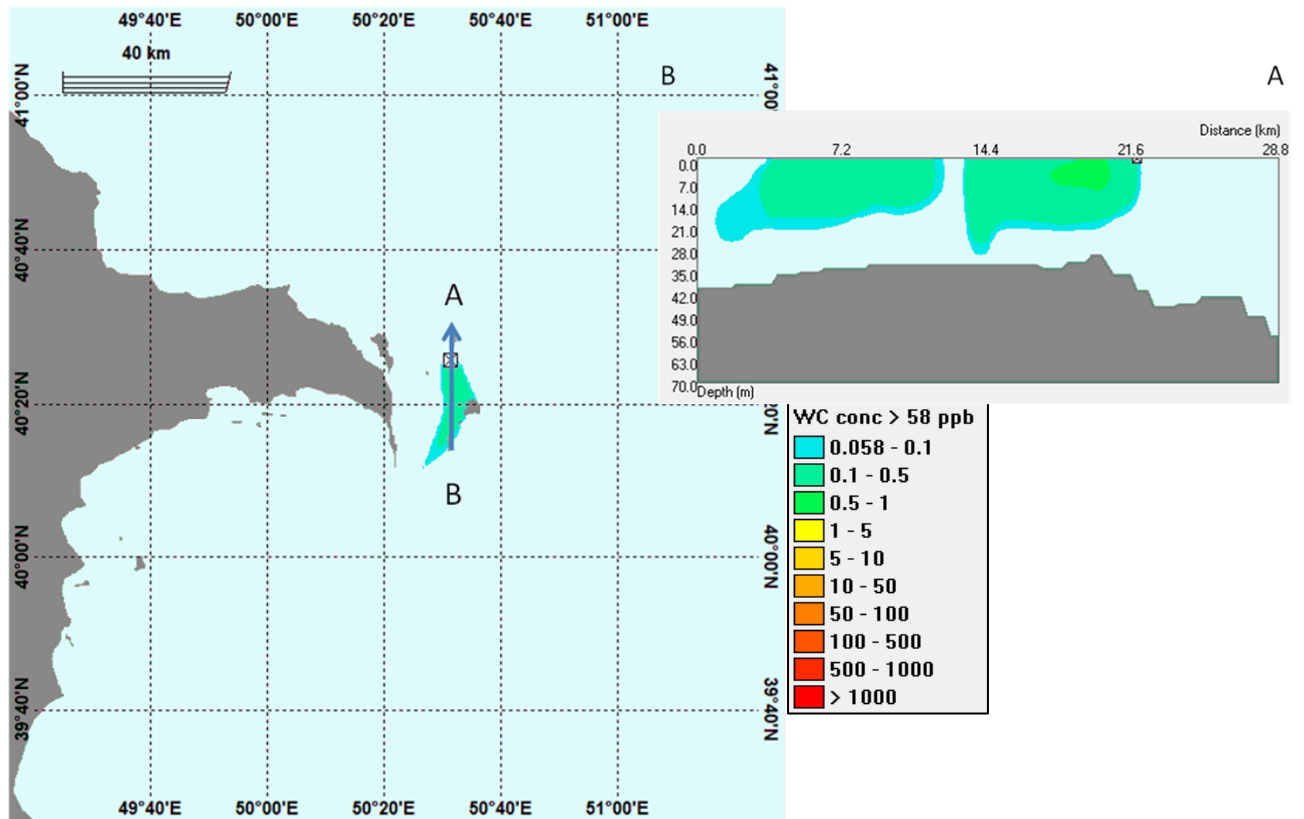 49°40'E 50°00'E 50°20'E 50°40'E 51°00'E
40 km
41°00'N
40°40'N
40°20'N
40°00'N
39°40'N
A
B
B A
Distance (km)
0.0 7.2 14.4 21.6 28.8
0.0
7.0
14.0
21.0
28.0
35.0
42.0
49.0
56.0
63.0
70.0
Depth (m)
41°00
0'N
40°00'N
39°40'N
WC conc > 58 ppb
0.058 - 0.1
0.1 - 0.5
0.5 - 1
1 - 5
5 - 10
10 - 50
50 - 100
100 - 500
500 - 1000
> 1000
49°40'E 50°00'E 50°20'E 50°40'E 51°00'E